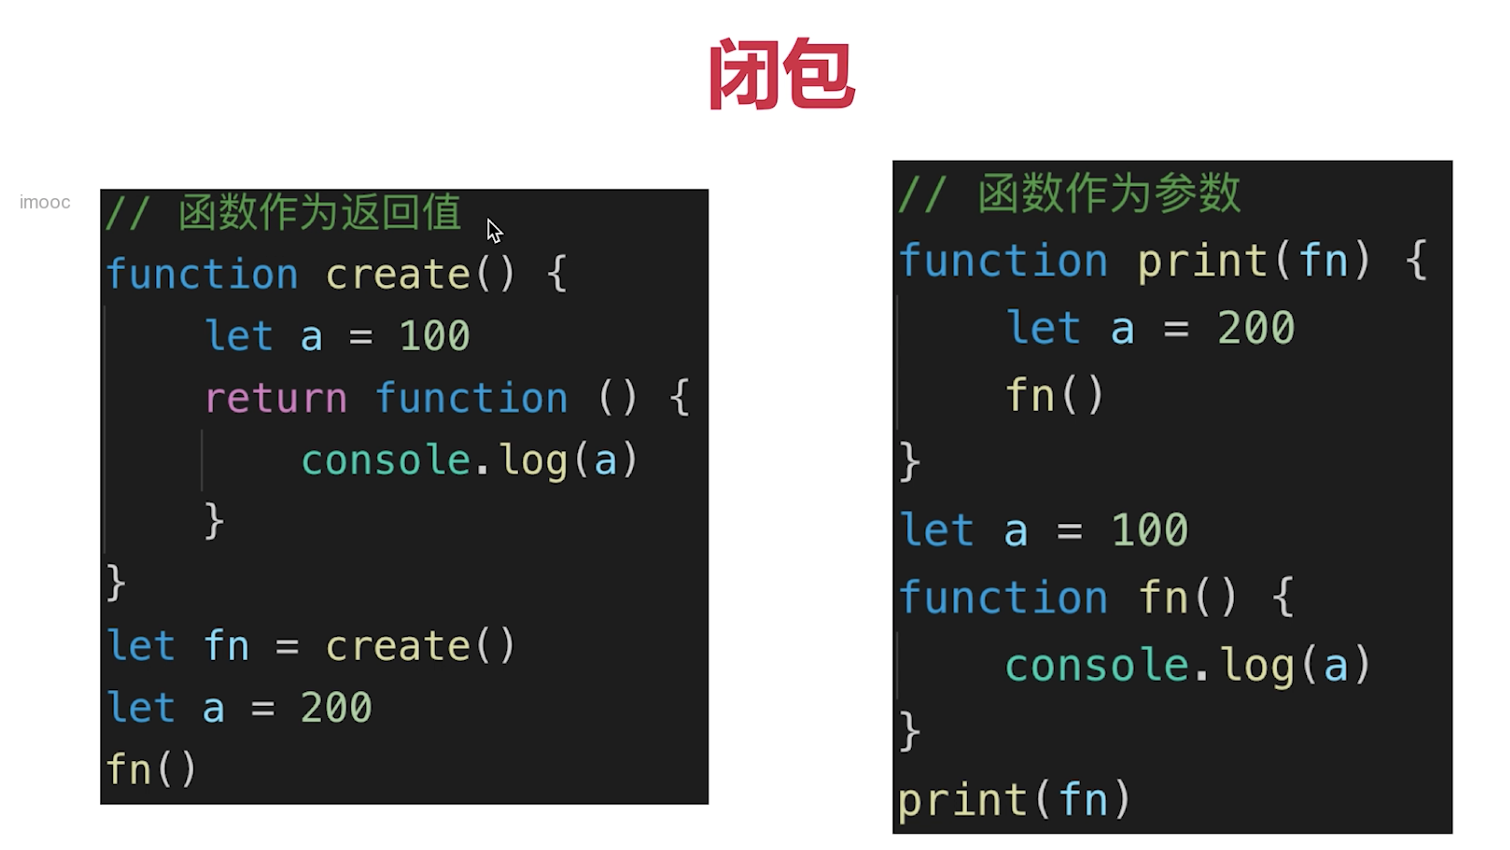 闭包
imooc
// 函数作为返回值
function create() {
    let a = 100
    return function () {
        console.log(a)
    }
}
let fn = create()
let a = 200
fn()
// 函数作为参数
function print(fn) {
    let a = 200
    fn()
}
let a = 100
function fn() {
    console.log(a)
}
print(fn)